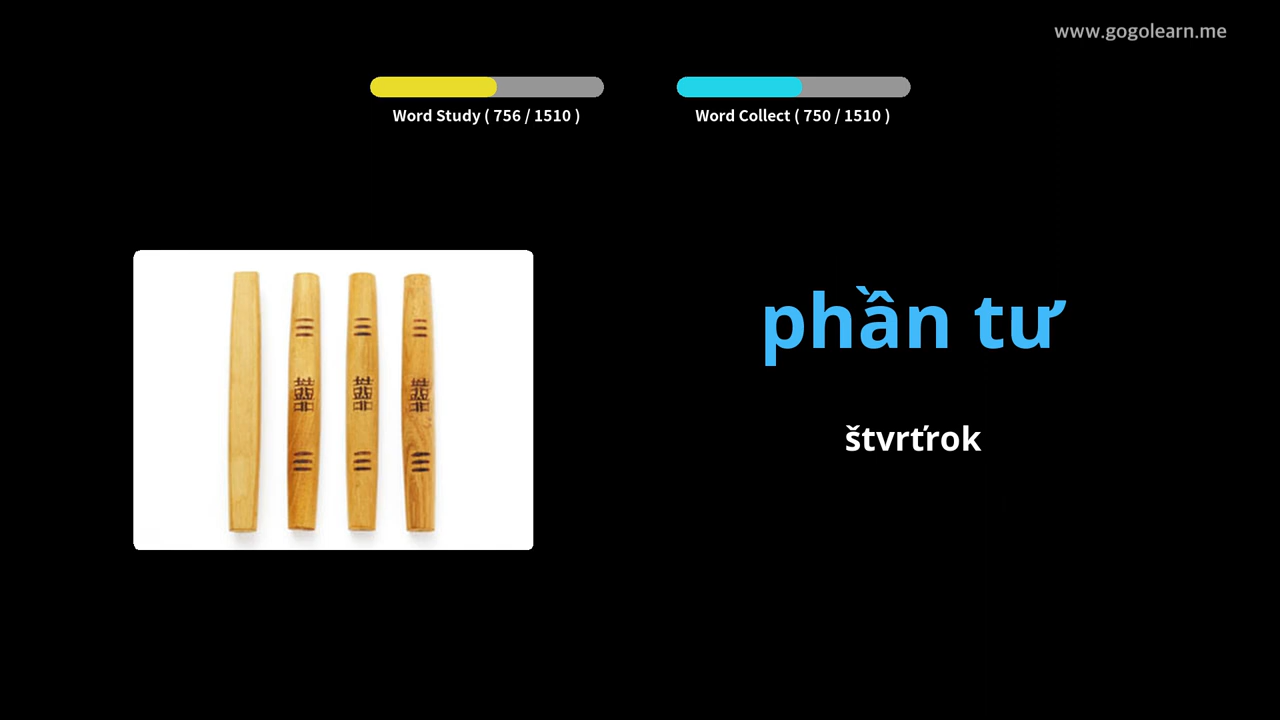 www.gogolearn.me
Word Study ( 756 / 1510 )
Word Collect ( 750 / 1510 )
phần tư
štvrťrok